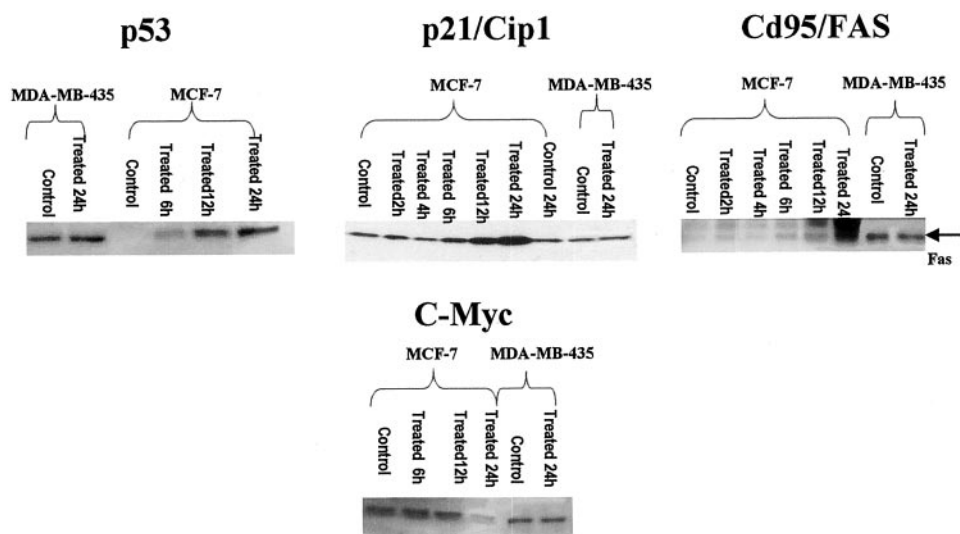 p53
MDA-MB-435
MCF-7
Control
Treated 24h
Control
Treated 6h
Treated12h
Treated 24h
p21/Cip1
MCF-7
MDA-MB-435
Control
Treated2h
Treated 4h
Treated 6h
Treated12h
Treated 24h
Control 24h
Control
Treated 24h
Cd95/FAS
MCF-7
MDA-MB-435
Control
Treated2h
Treated 4h
Treated 6h
Treated12h
Treated 24
Control
Treated 24h
Fas
C-Myc
MCF-7
MDA-MB-435
Control
Treated 6h
Treated12h
Treated 24h
Control
Treated 24h